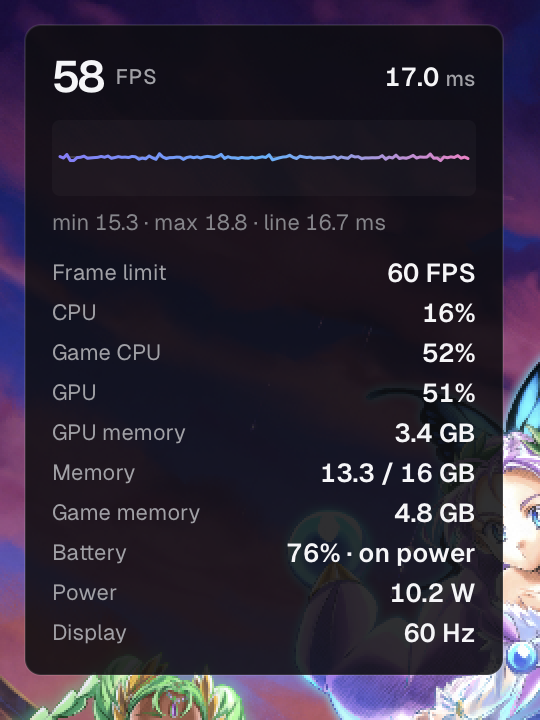 58 FPS 17.0 ms
min 15.3 · max 18.8 · line 16.7 ms
Frame limit 60 FPS
CPU 16%
Game CPU 52%
GPU 51%
GPU memory 3.4 GB
Memory 13.3 / 16 GB
Game memory 4.8 GB
Battery 76% · on power
Power 10.2 W
Display 60 Hz